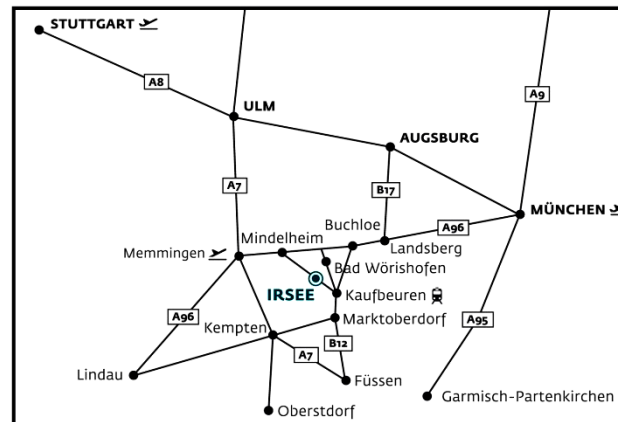 STUTTGART
A8
A9
ULM
AUGSBURG
A7
B17
MÜNCHEN
Buchloe
A96
Mindelheim
Landsberg
Memmingen
Bad Wörishofen
IRSEE
Kaufbeuren
A96
Kempten
Marktoberdorf
A95
B12
A7
Lindau
Füssen
Garmisch-Partenkirchen
Oberstdorf